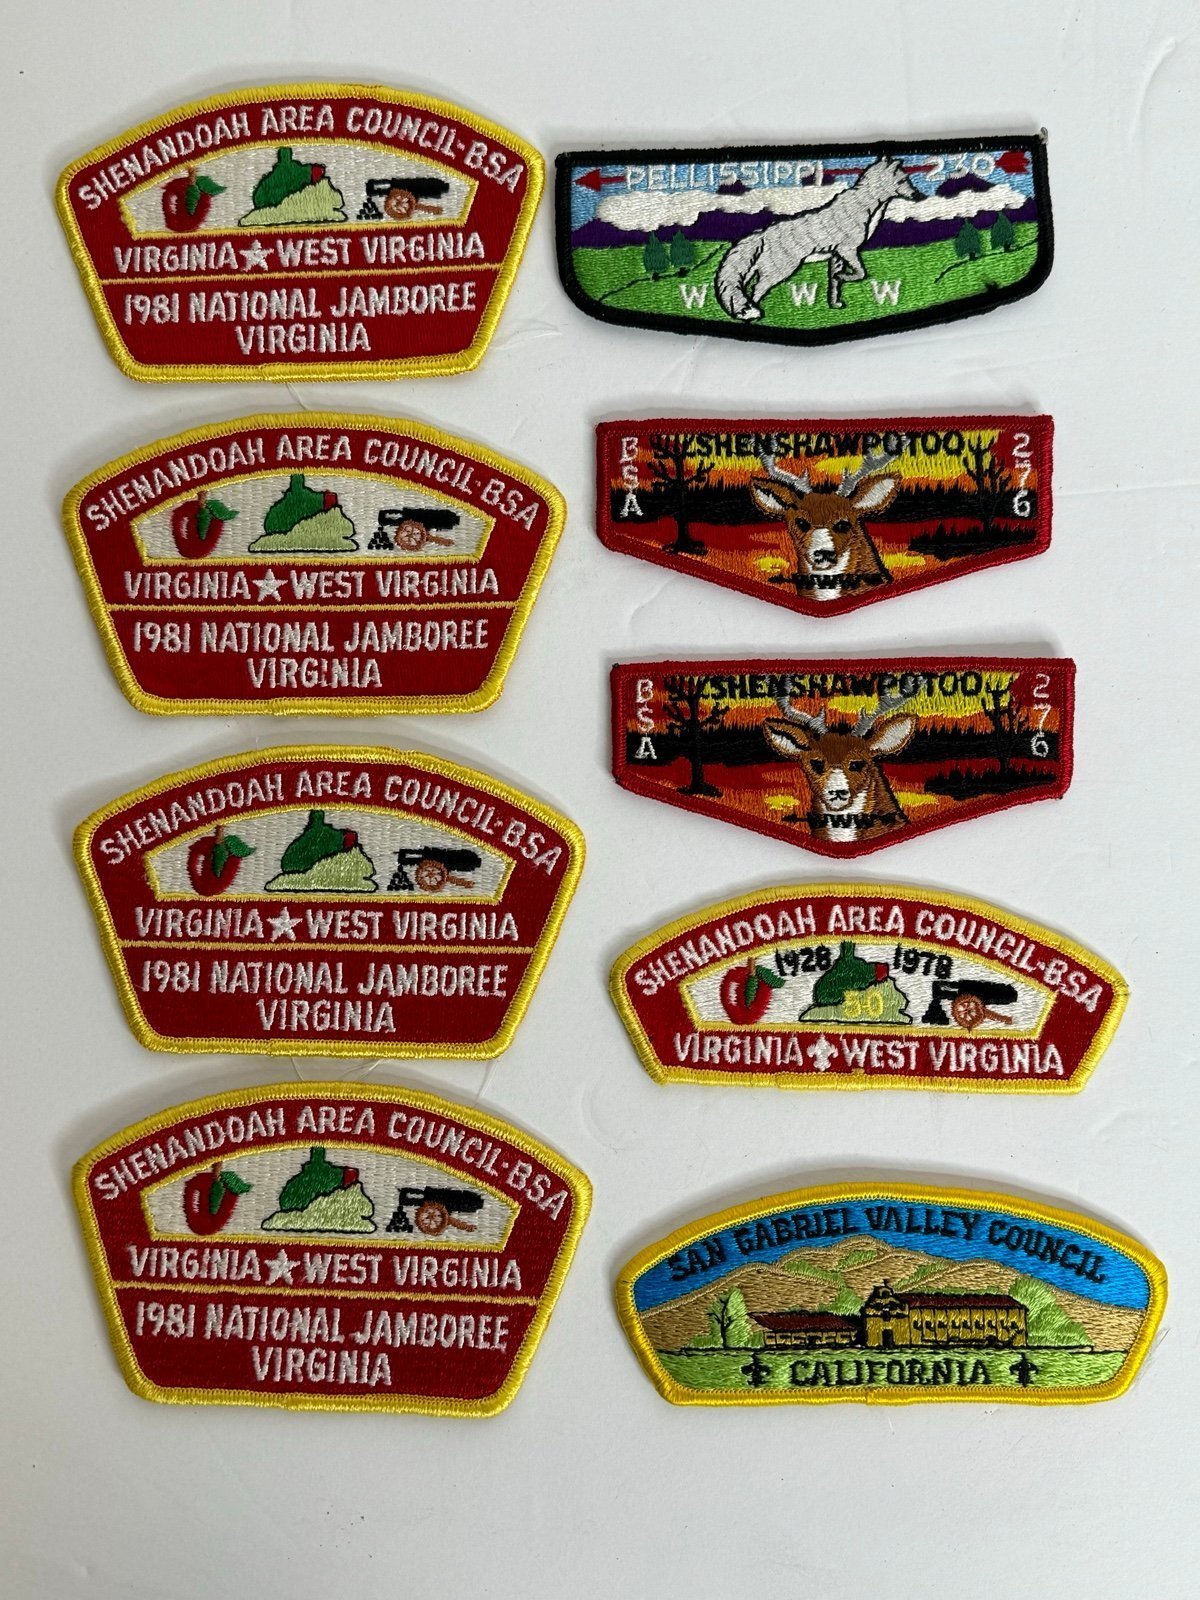 SHENANDOAH AREA COUNCIL-BSA
VIRGINIA WEST VIRGINIA
1981 NATIONAL JAMBOREE
VIRGINIA
SHENANDOAH AREA COUNCIL-BSA
VIRGINIA WEST VIRGINIA
1981 NATIONAL JAMBOREE
VIRGINIA
SHENANDOAH AREA COUNCIL-BSA
VIRGINIA WEST VIRGINIA
1981 NATIONAL JAMBOREE
VIRGINIA
SHENANDOAH AREA COUNCIL-BSA
VIRGINIA WEST VIRGINIA
1981 NATIONAL JAMBOREE
VIRGINIA
PELLISSIPPI 230
W W W
BSA SHENSHAWPOTOO 276
WWW
BSA SHENSHAWPOTOO 276
WWW
SHENANDOAH AREA COUNCIL-BSA
1928 1978
50
VIRGINIA WEST VIRGINIA
SAN GABRIEL VALLEY COUNCIL
CALIFORNIA